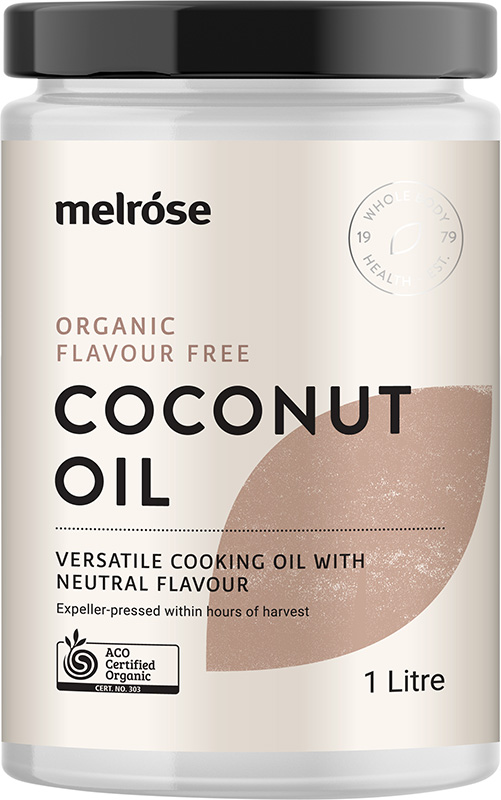 melróse
WHOLE BODY
19 79
HEALTH EST.
ORGANIC
FLAVOUR FREE
COCONUT
OIL
VERSATILE COOKING OIL WITH
NEUTRAL FLAVOUR
Expeller-pressed within hours of harvest
ACO
Certified
Organic
CERT. NO. 303
1 Litre